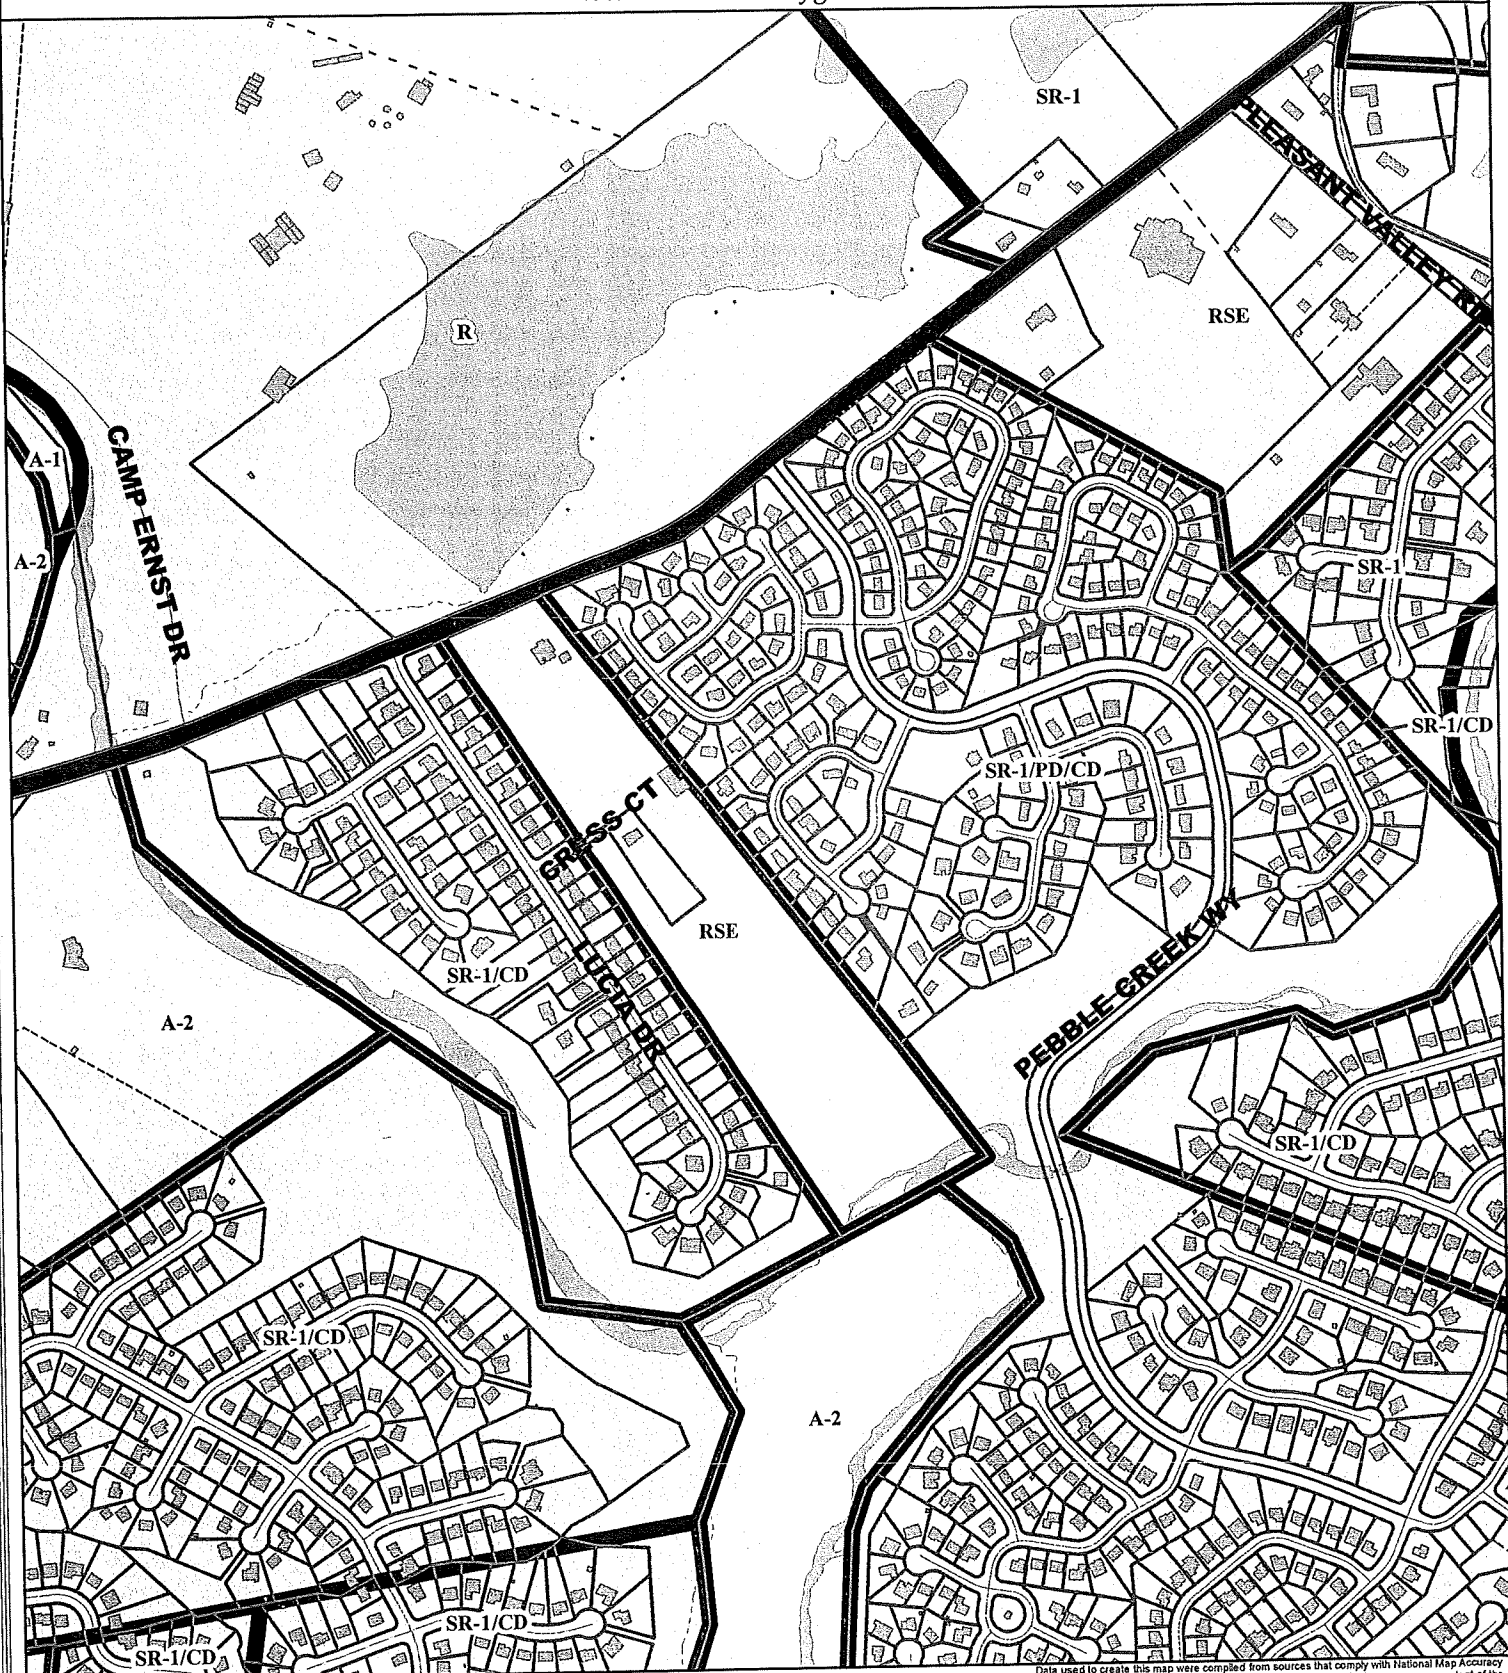 SR-1
PLEASANT VALLEY RD
RSE
R
CAMP ERNST DR
A-1
A-2
SR-1
SR-1/CD
SR-1/PD/CD
GRESS CT
RSE
LUCIA DR
SR-1/CD
PEBBLE CREEK WY
A-2
SR-1/CD
SR-1/CD
A-2
SR-1/CD
SR-1/CD
Data used to create this map were compiled from sources that comply with National Map Accuracy